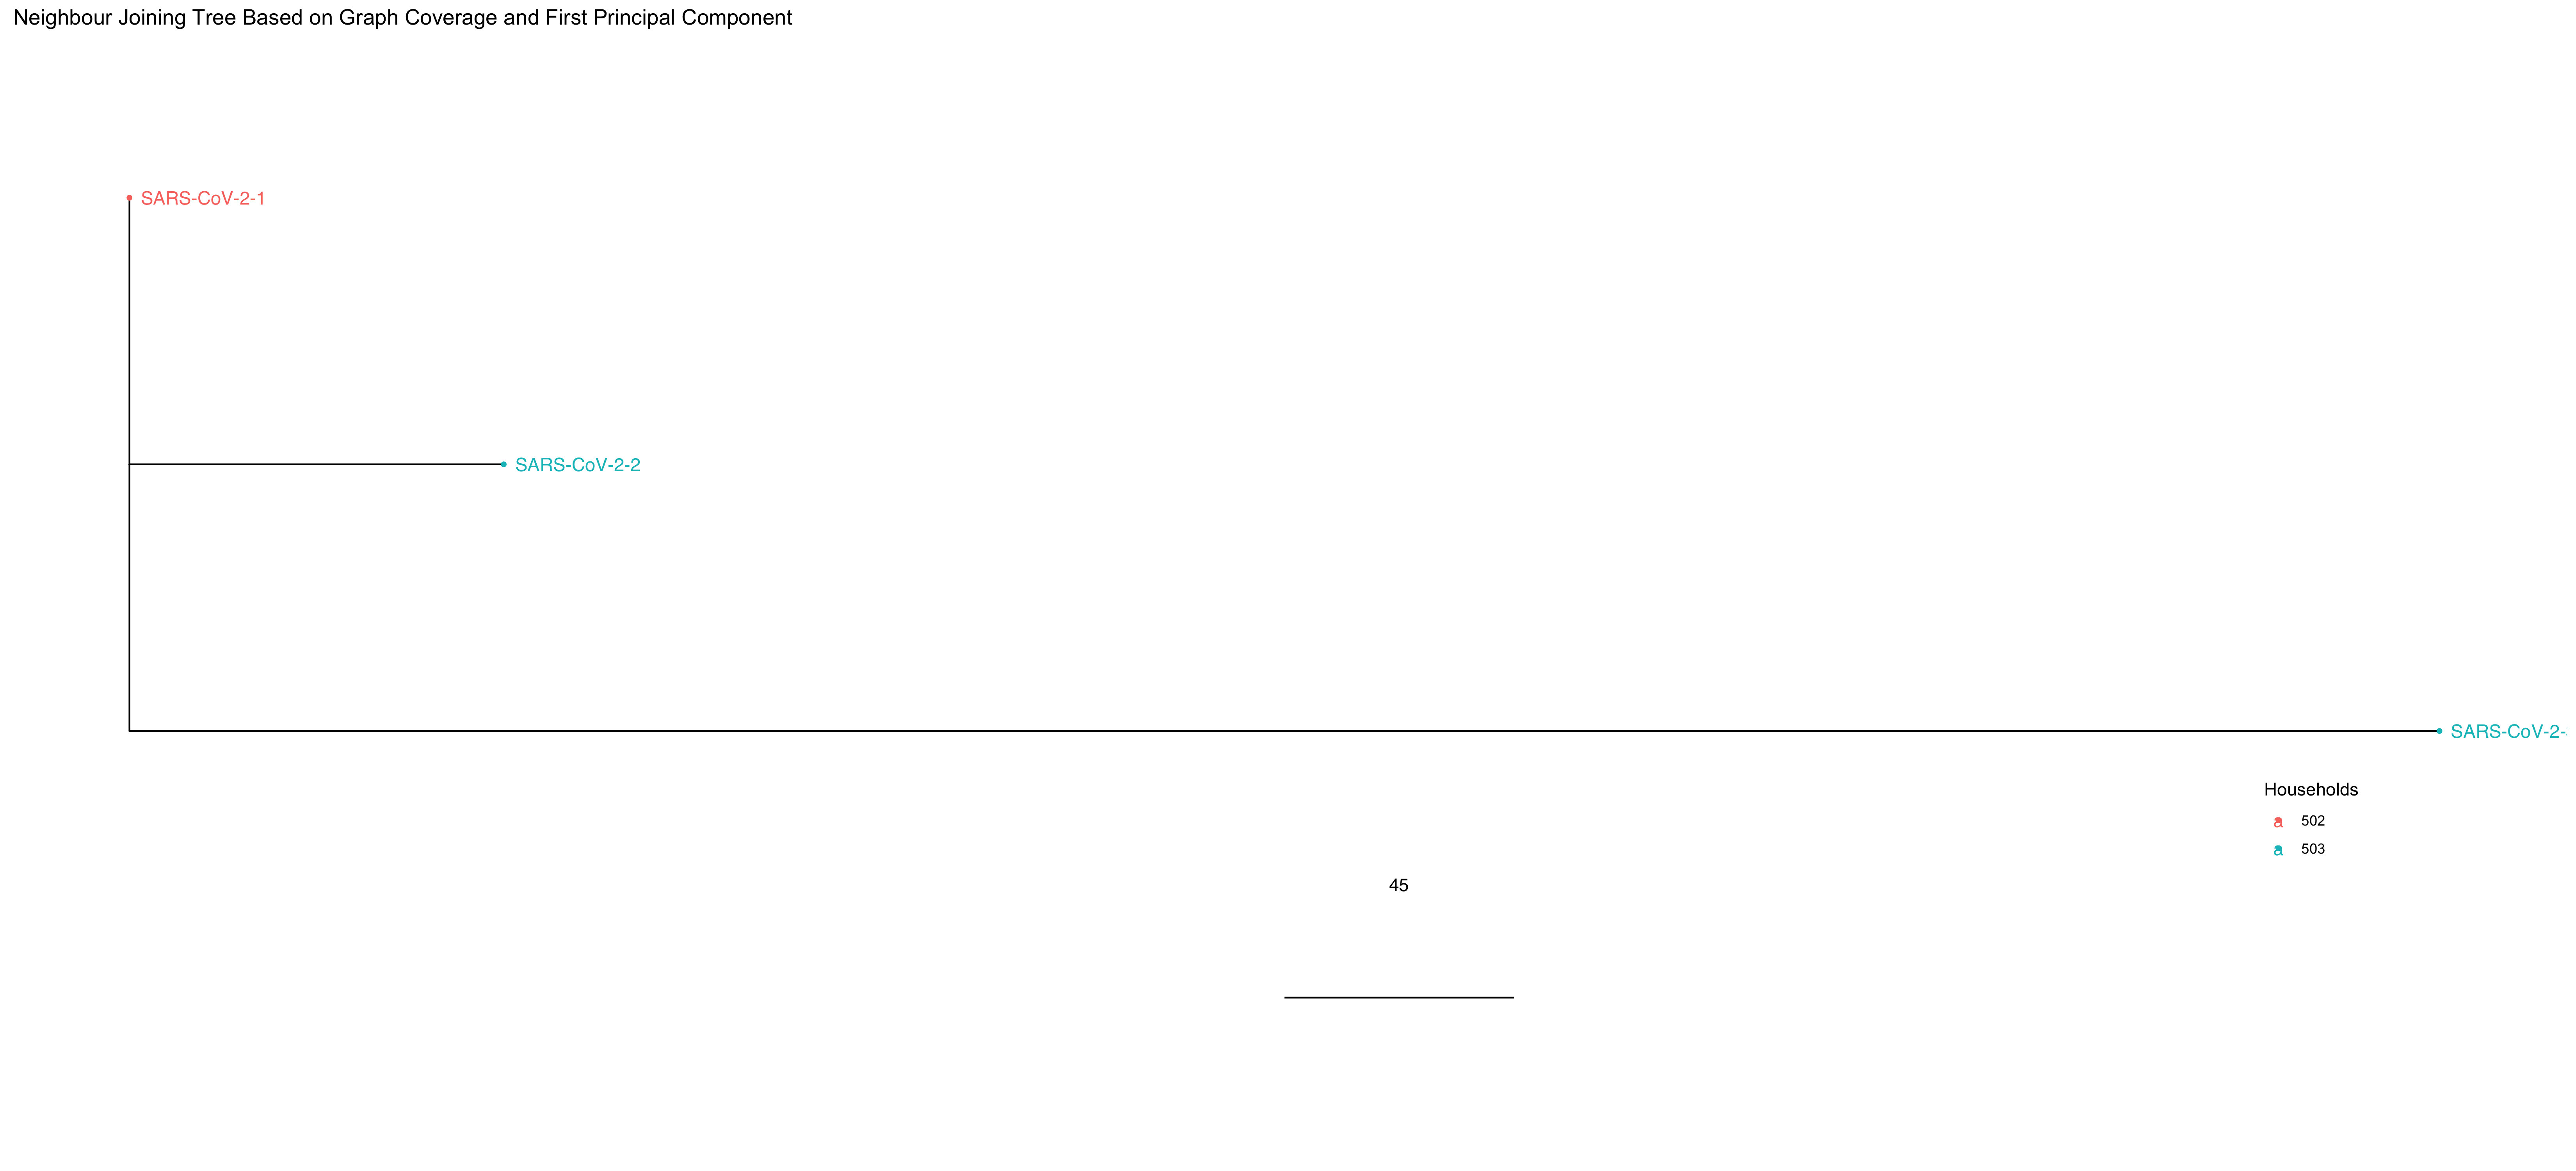 Neighbour Joining Tree Based on Graph Coverage and First Principal Component
SARS-CoV-2-1
SARS-CoV-2-2
SARS-CoV-2-
Households
a 502
a 503
45